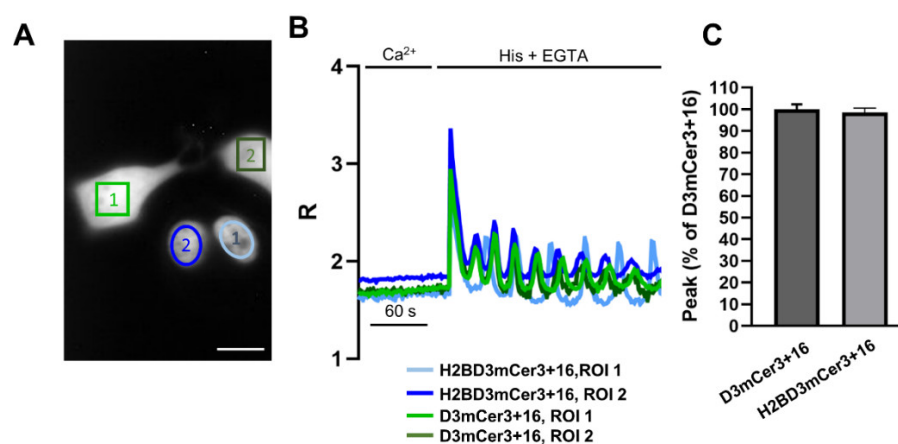 A
1
2
2
1
B
Ca²⁺
His + EGTA
4
3
2
1
R
60 s
H2BD3mCer3+16,ROI 1
H2BD3mCer3+16, ROI 2
D3mCer3+16, ROI 1
D3mCer3+16, ROI 2
C
Peak (% of D3mCer3+16)
110
100
90
80
70
60
50
40
30
20
10
0
D3mCer3+16
H2BD3mCer3+16